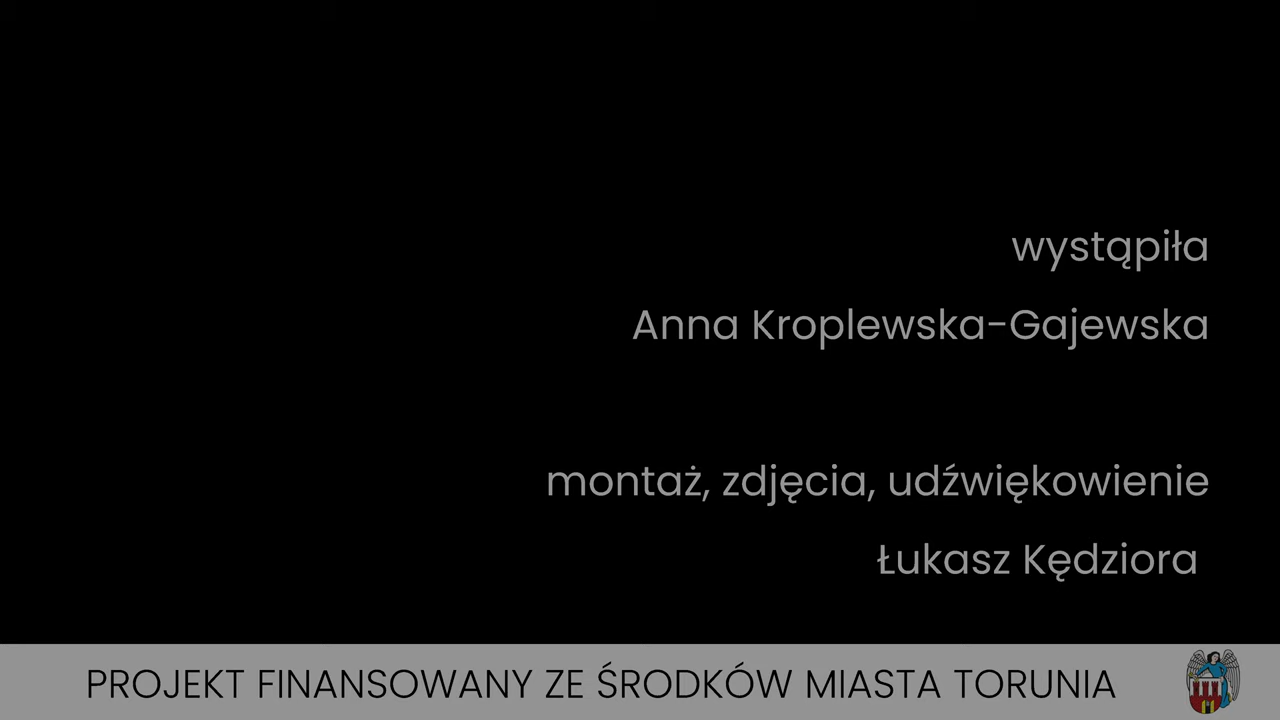 wystąpiła
Anna Kroplewska-Gajewska
montaż, zdjęcia, udźwiękowienie
Łukasz Kędziora
PROJEKT FINANSOWANY ZE ŚRODKÓW MIASTA TORUNIA